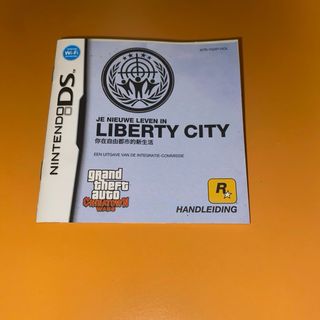 Wi-Fi
NINTENDO DS
JE NIEUWE LEVEN IN
LIBERTY CITY
你在自由都市的新生活
EEN UITGAVE VAN DE INTEGRATIE-COMMISSIE
grand
theft
auto
CHINATOWN
WARS
R
HANDLEIDING